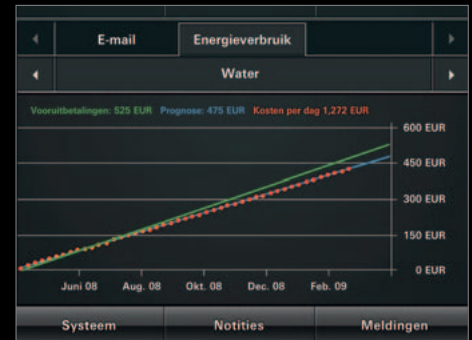 E-mail Energieverbruik
Water
Vooruitbetalingen: 525 EUR Prognose: 475 EUR Kosten per dag 1,272 EUR
600 EUR
450 EUR
300 EUR
150 EUR
0 EUR
Juni 08 Aug. 08 Okt. 08 Dec. 08 Feb. 09
Systeem Notities Meldingen